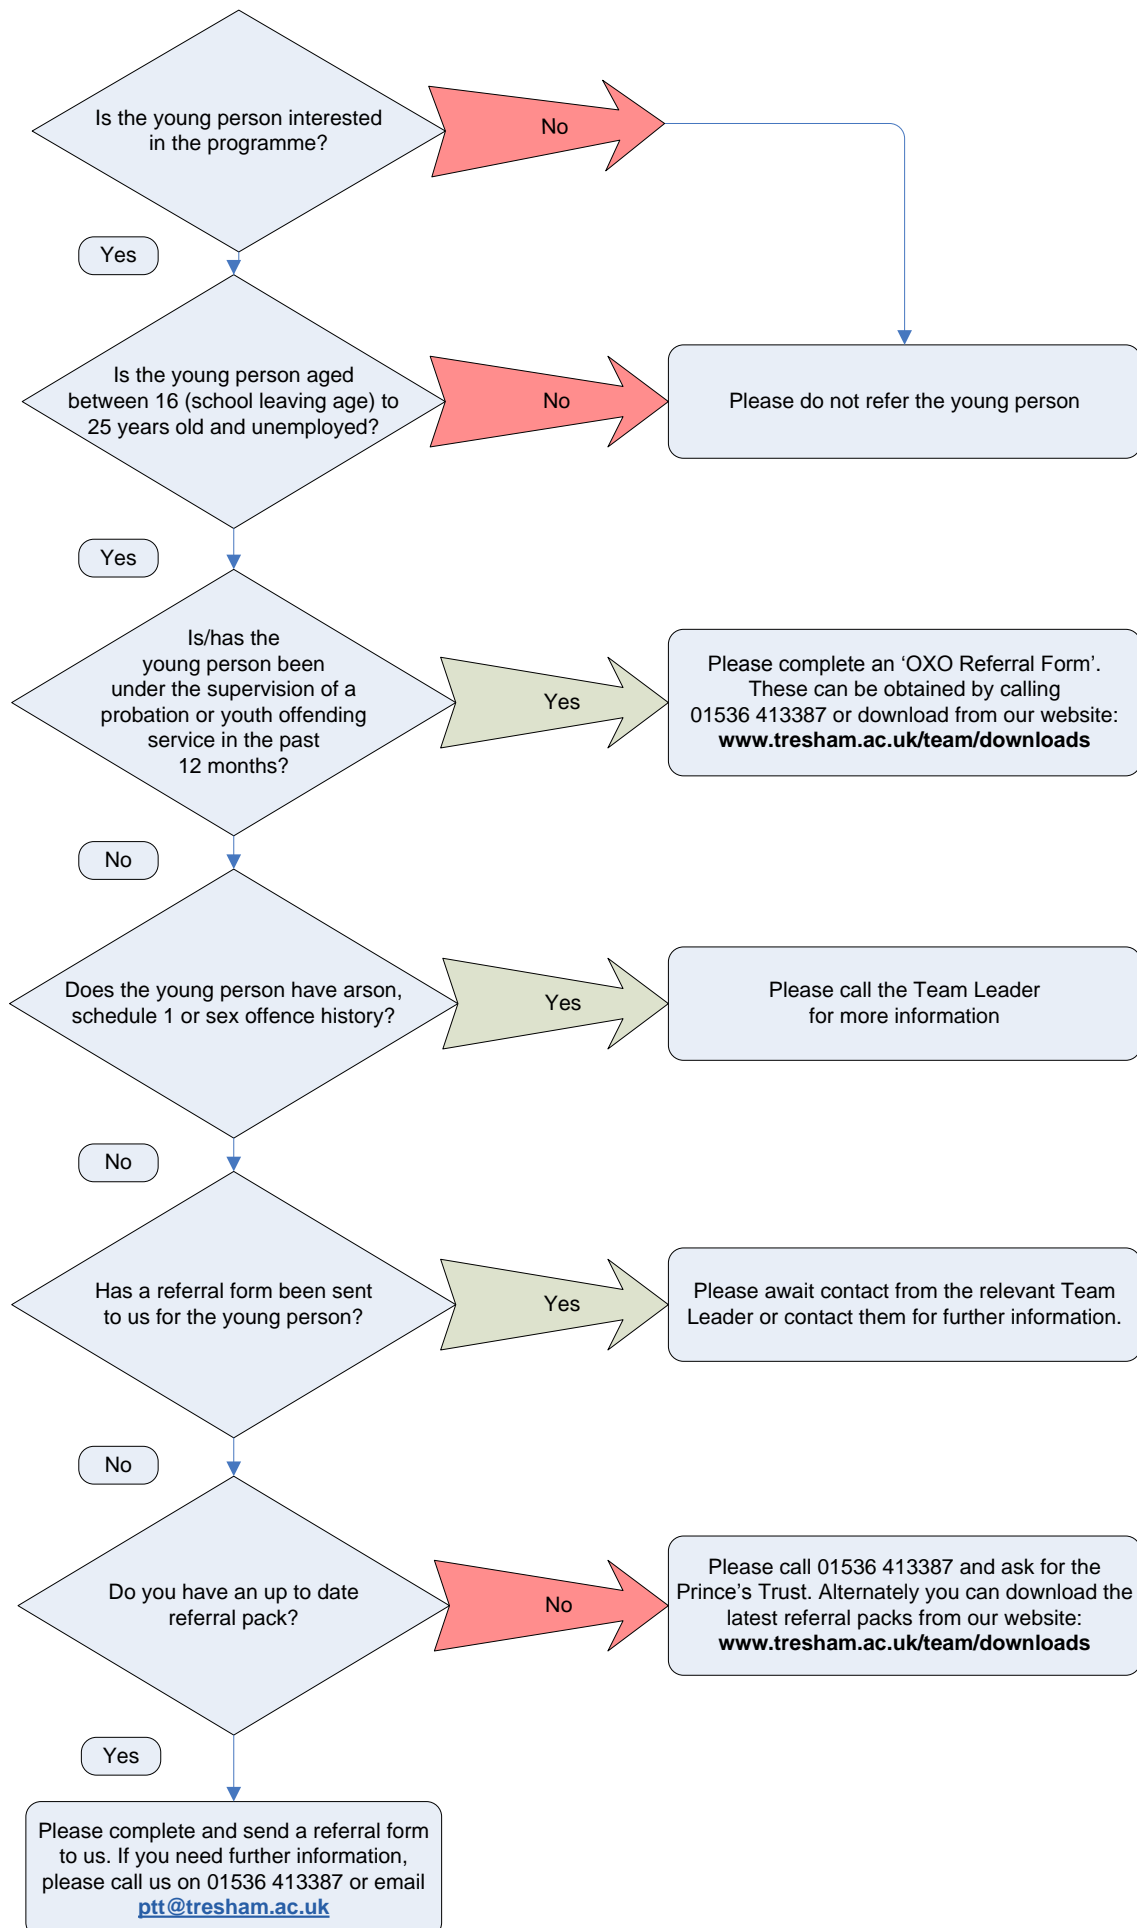 Is the young person interested
in the programme?
No
Yes
Is the young person aged
between 16 (school leaving age) to
25 years old and unemployed?
No
Please do not refer the young person
Yes
Is/has the
young person been
under the supervision of a
probation or youth offending
service in the past
12 months?
Yes
Please complete an ‘OXO Referral Form’.
These can be obtained by calling
01536 413387 or download from our website:
www.tresham.ac.uk/team/downloads
No
Does the young person have arson,
schedule 1 or sex offence history?
Yes
Please call the Team Leader
for more information
No
Has a referral form been sent
to us for the young person?
Yes
Please await contact from the relevant Team
Leader or contact them for further information.
No
Do you have an up to date
referral pack?
No
Please call 01536 413387 and ask for the
Prince’s Trust. Alternately you can download the
latest referral packs from our website:
www.tresham.ac.uk/team/downloads
Yes
Please complete and send a referral form
to us. If you need further information,
please call us on 01536 413387 or email
ptt@tresham.ac.uk